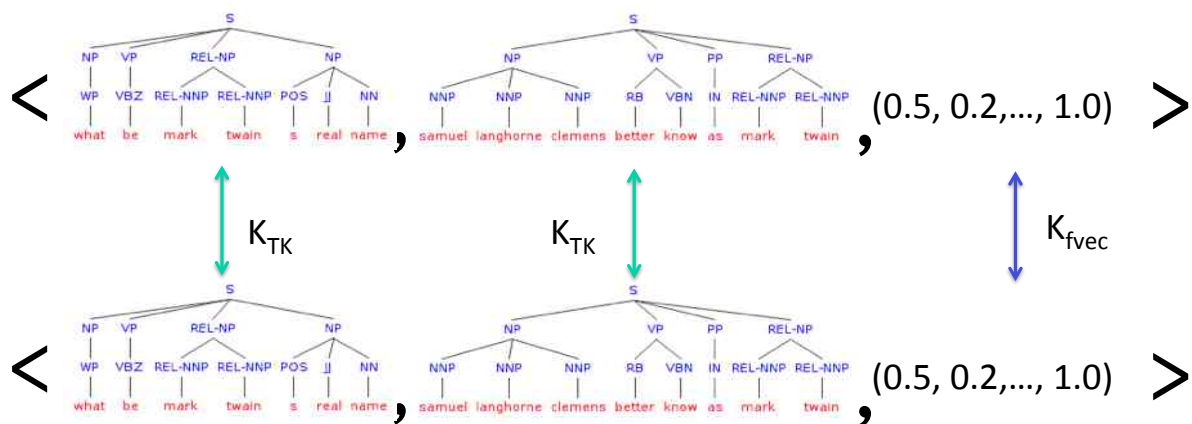 S S
NP VP REL-NP NP NP VP PP REL-NP
< WP VBZ REL-NNP REL-NNP POS JJ NN , NNP NNP NNP RB VBN IN REL-NNP REL-NNP , (0.5, 0.2,..., 1.0) >
what be mark twain s real name samuel langhorne clemens better know as mark twain
K_TK K_TK K_fvec
S S
NP VP REL-NP NP NP VP PP REL-NP
< WP VBZ REL-NNP REL-NNP POS JJ NN , NNP NNP NNP RB VBN IN REL-NNP REL-NNP , (0.5, 0.2,..., 1.0) >
what be mark twain s real name samuel langhorne clemens better know as mark twain